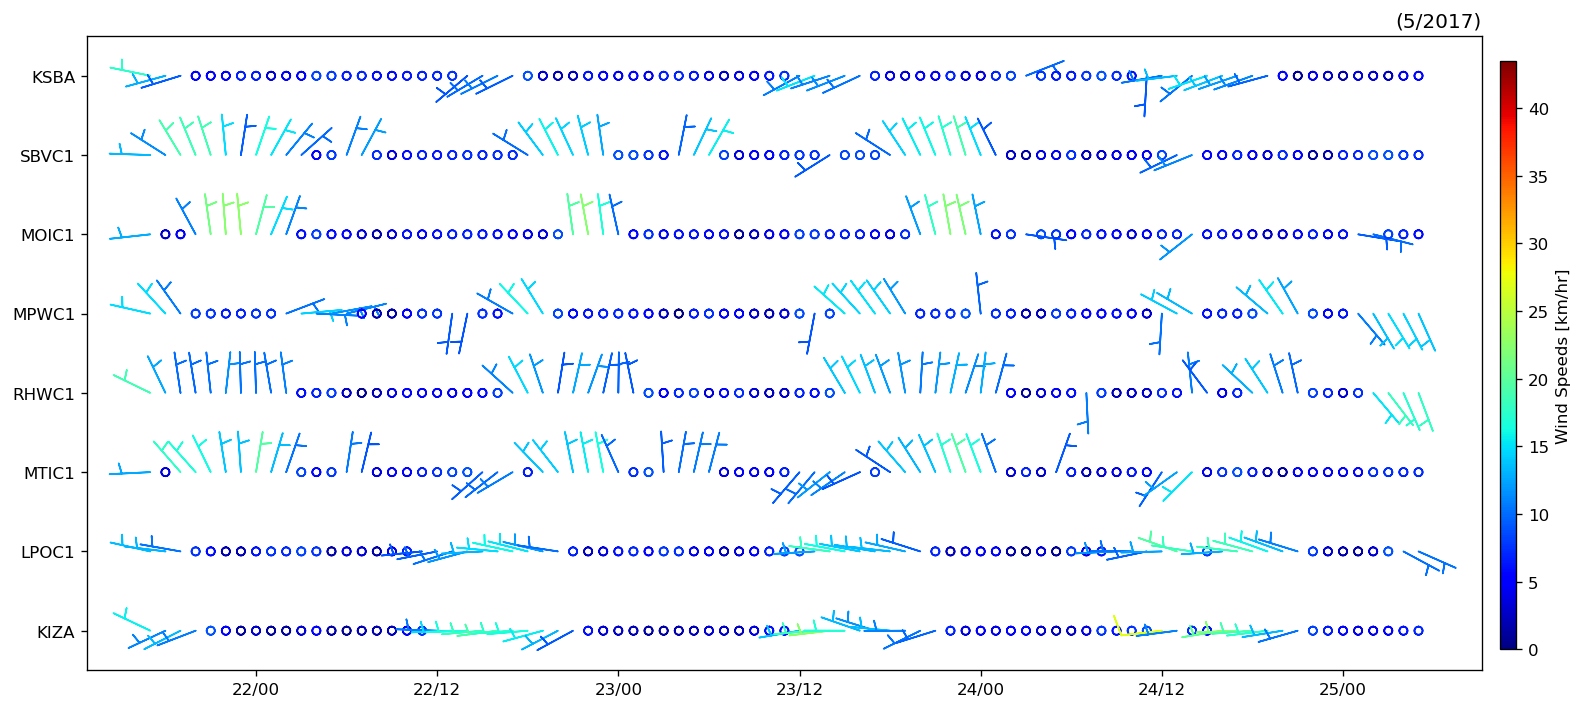 (5/2017)
KSBA
SBVC1
MOIC1
MPWC1
RHWC1
MTIC1
LPOC1
KIZA
22/00
22/12
23/00
23/12
24/00
24/12
25/00
40
35
30
25
20
15
10
5
0
Wind Speeds [km/hr]